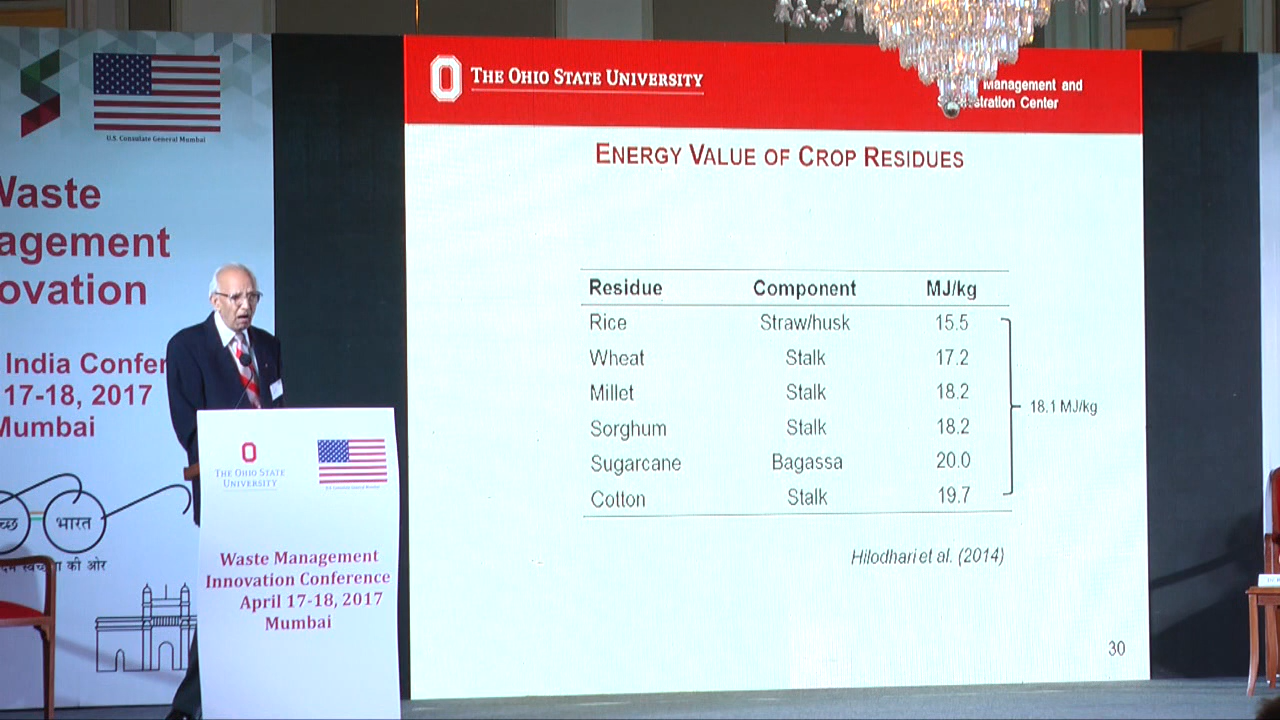 U.S. Consulate General Mumbai
Waste
agement
ovation
India Confer
17-18, 2017
Mumbai
भारत
की ओर
THE OHIO STATE UNIVERSITY
Management and
Center
ENERGY VALUE OF CROP RESIDUES
Residue Component MJ/kg
Rice Straw/husk 15.5
Wheat Stalk 17.2
Millet Stalk 18.2
Sorghum Stalk 18.2
Sugarcane Bagassa 20.0
Cotton Stalk 19.7
18.1 MJ/kg
Hilodhari et al. (2014)
30
THE OHIO STATE
UNIVERSITY
Waste Management
Innovation Conference
April 17-18, 2017
Mumbai